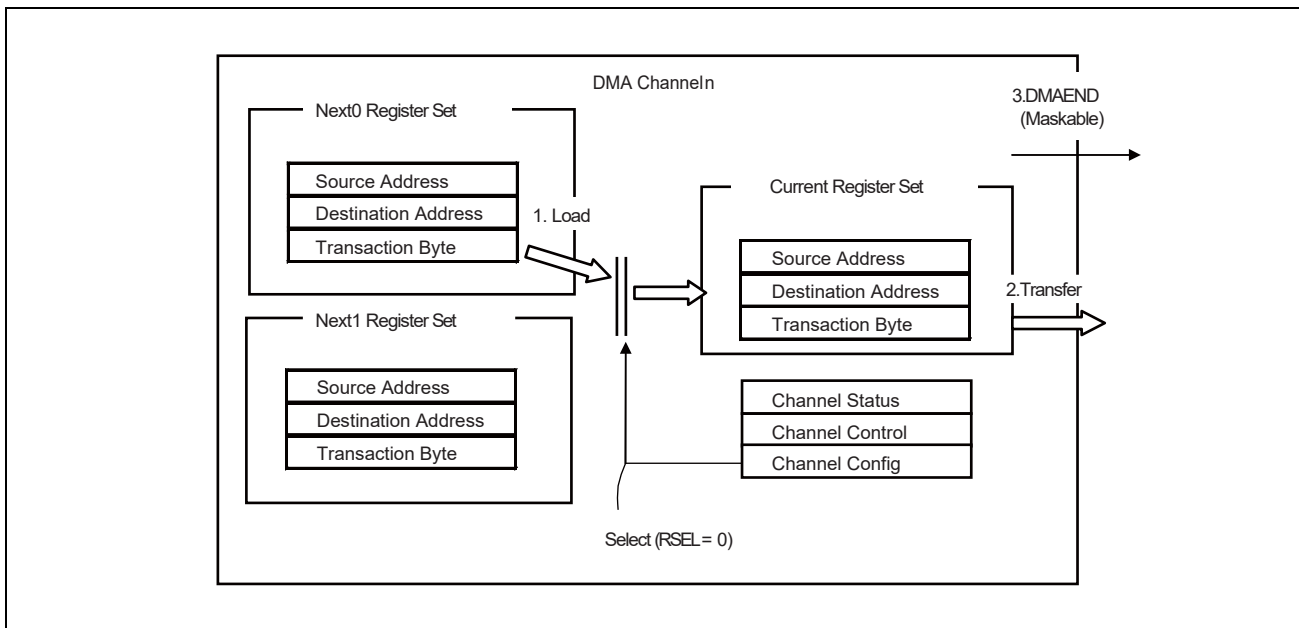 DMA Channeln
Next0 Register Set
Source Address
Destination Address
Transaction Byte
1. Load
Next1 Register Set
Source Address
Destination Address
Transaction Byte
Current Register Set
Source Address
Destination Address
Transaction Byte
2.Transfer
3.DMAEND
(Maskable)
Channel Status
Channel Control
Channel Config
Select (RSEL = 0)